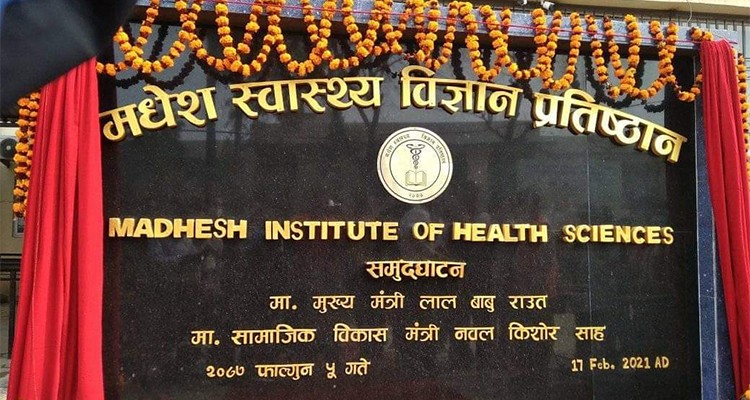 मधेश स्वास्थ्य विज्ञान प्रतिष्ठान
MADHESH INSTITUTE OF HEALTH SCIENCES
समुद्घाटन
मा. मुख्य मंत्री लाल बाबु राउत
मा. सामाजिक विकास मंत्री नवल किशोर साह
२०७७ फाल्गुन ५ गते
17 Feb. 2021 AD